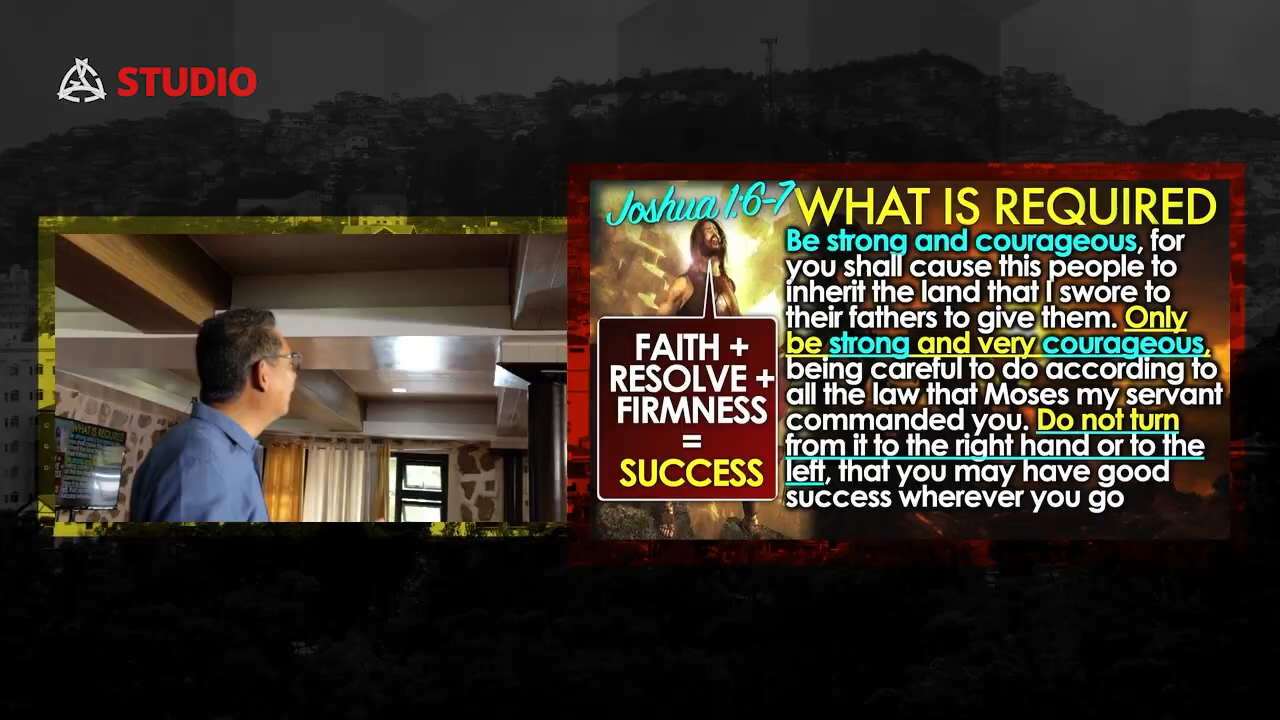 STUDIO
Joshua 1:6-7
WHAT IS REQUIRED
Be strong and courageous, for
you shall cause this people to
inherit the land that I swore to
their fathers to give them. Only
be strong and very courageous,
being careful to do according to
all the law that Moses my servant
commanded you. Do not turn
from it to the right hand or to the
left, that you may have good
success wherever you go
FAITH +
RESOLVE +
FIRMNESS
=
SUCCESS
WHAT IS REQUIRED